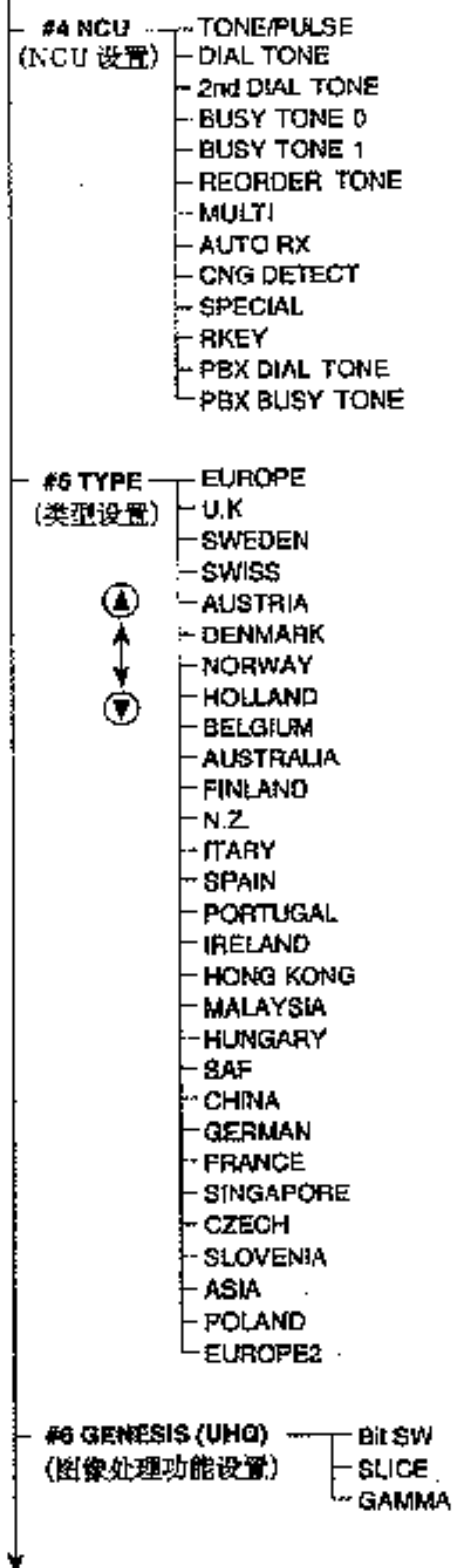 #4 NCU TONE/PULSE
(NCU 设置) DIAL TONE
2nd DIAL TONE
BUSY TONE 0
BUSY TONE 1
REORDER TONE
MULTI
AUTO RX
CNG DETECT
SPECIAL
RKEY
PBX DIAL TONE
PBX BUSY TONE
#5 TYPE EUROPE
(类型设置) U.K
SWEDEN
SWISS
AUSTRIA
DENMARK
NORWAY
HOLLAND
BELGIUM
AUSTRALIA
FINLAND
N.Z.
ITARY
SPAIN
PORTUGAL
IRELAND
HONG KONG
MALAYSIA
HUNGARY
SAF
CHINA
GERMAN
FRANCE
SINGAPORE
CZECH
SLOVENIA
ASIA
POLAND
EUROPE2
#6 GENESIS (UHQ) Bit SW
(图像处理功能设置) SLICE
GAMMA